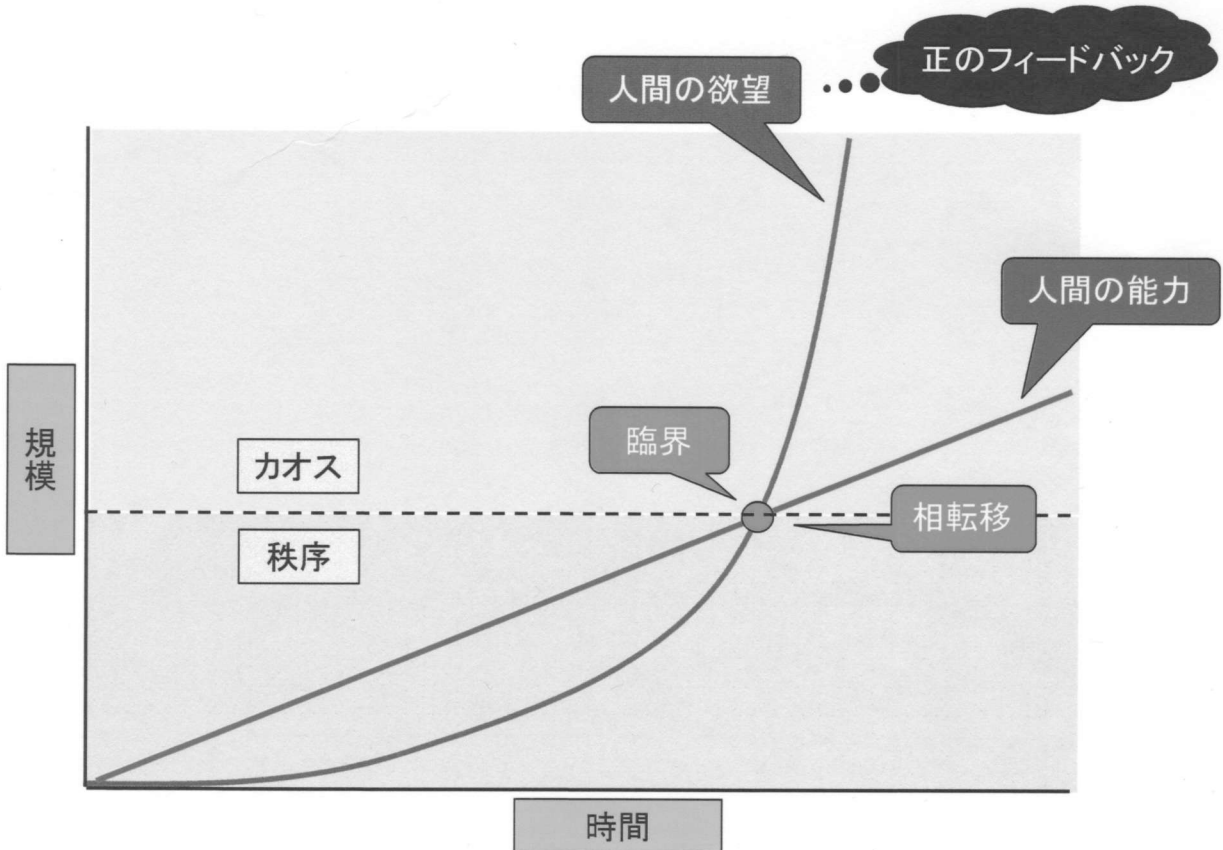 正のフィードバック
人間の欲望
人間の能力
臨界
規模
カオス
相転移
秩序
時間